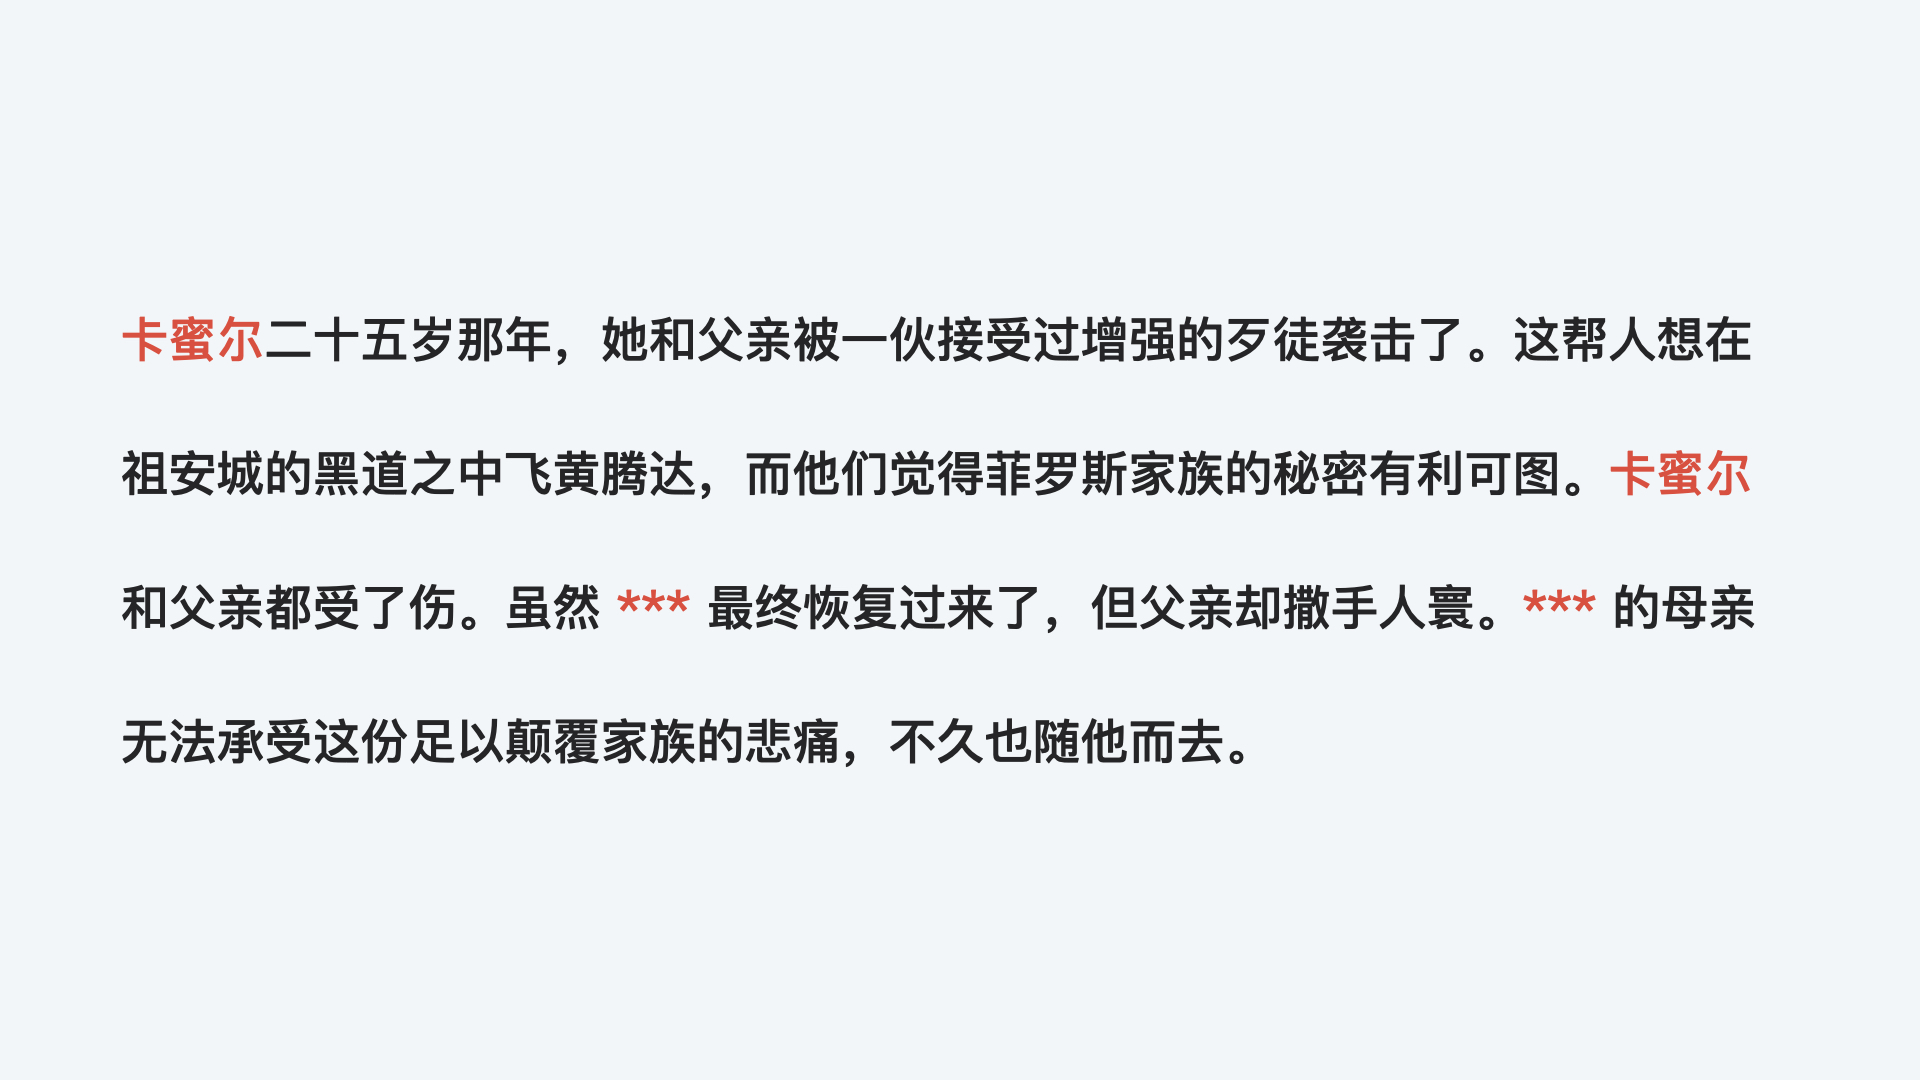 卡蜜尔二十五岁那年，她和父亲被一伙接受过增强的歹徒袭击了。这帮人想在
祖安城的黑道之中飞黄腾达，而他们觉得菲罗斯家族的秘密有利可图。卡蜜尔
和父亲都受了伤。虽然 *** 最终恢复过来了，但父亲却撒手人寰。*** 的母亲
无法承受这份足以颠覆家族的悲痛，不久也随他而去。